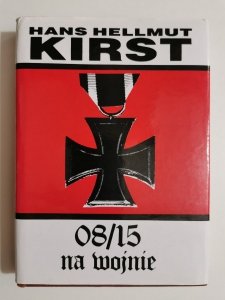 HANS HELLMUT
KIRST
08/15
na wojnie